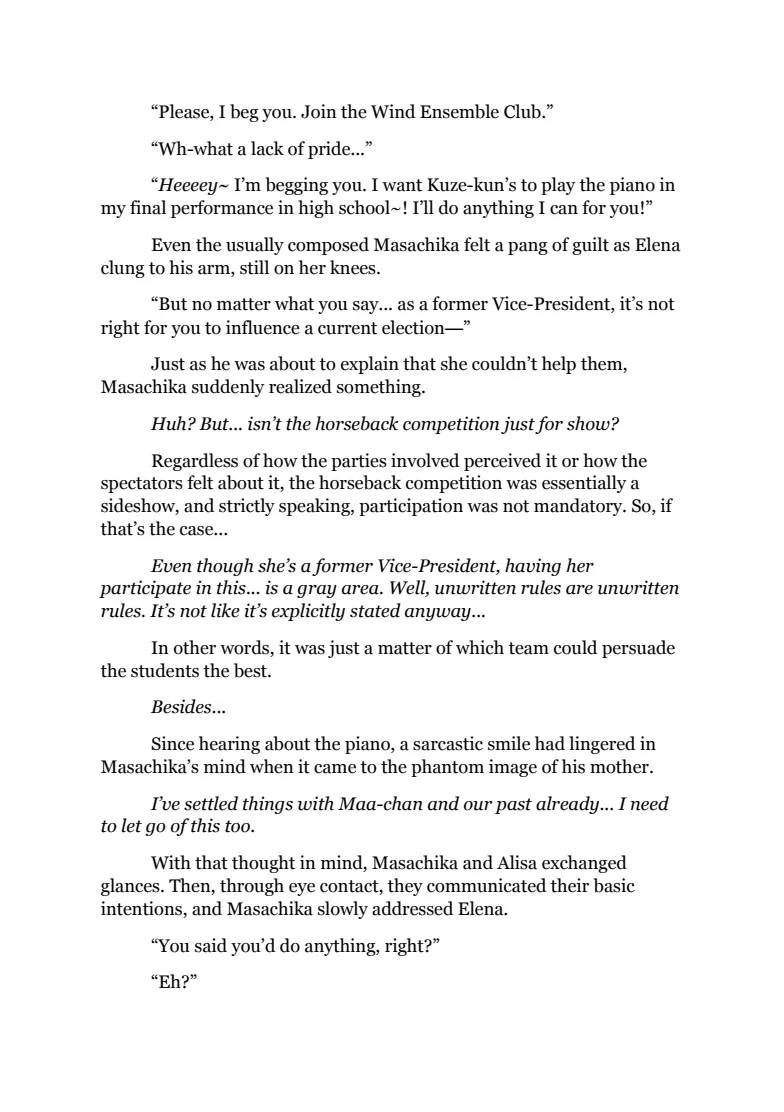 “Please, I beg you. Join the Wind Ensemble Club.”
“Wh-what a lack of pride...”
“Heeeey~ I’m begging you. I want Kuze-kun’s to play the piano in
my final performance in high school~! I’ll do anything I can for you!”
Even the usually composed Masachika felt a pang of guilt as Elena
clung to his arm, still on her knees.
“But no matter what you say... as a former Vice-President, it’s not
right for you to influence a current election—”
Just as he was about to explain that she couldn’t help them,
Masachika suddenly realized something.
Huh? But... isn’t the horseback competition just for show?
Regardless of how the parties involved perceived it or how the
spectators felt about it, the horseback competition was essentially a
sideshow, and strictly speaking, participation was not mandatory. So, if
that’s the case...
Even though she’s a former Vice-President, having her
participate in this... is a gray area. Well, unwritten rules are unwritten
rules. It’s not like it’s explicitly stated anyway...
In other words, it was just a matter of which team could persuade
the students the best.
Besides...
Since hearing about the piano, a sarcastic smile had lingered in
Masachika’s mind when it came to the phantom image of his mother.
I’ve settled things with Maa-chan and our past already... I need
to let go of this too.
With that thought in mind, Masachika and Alisa exchanged
glances. Then, through eye contact, they communicated their basic
intentions, and Masachika slowly addressed Elena.
“You said you’d do anything, right?”
“Eh?”